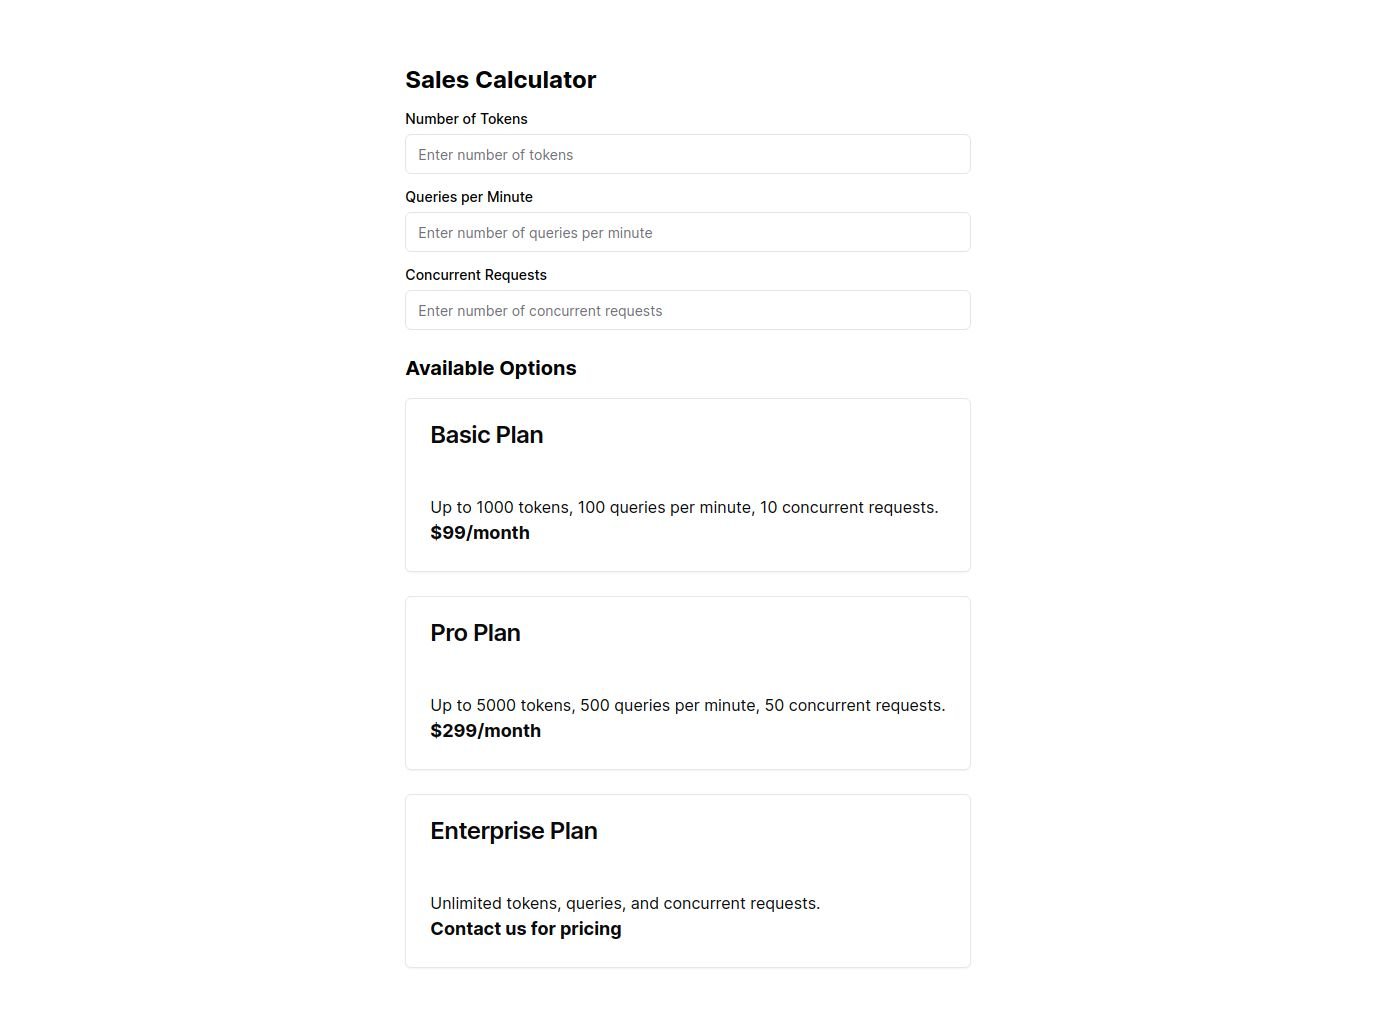 Sales Calculator
Number of Tokens
Enter number of tokens
Queries per Minute
Enter number of queries per minute
Concurrent Requests
Enter number of concurrent requests
Available Options
Basic Plan
Up to 1000 tokens, 100 queries per minute, 10 concurrent requests.
$99/month
Pro Plan
Up to 5000 tokens, 500 queries per minute, 50 concurrent requests.
$299/month
Enterprise Plan
Unlimited tokens, queries, and concurrent requests.
Contact us for pricing